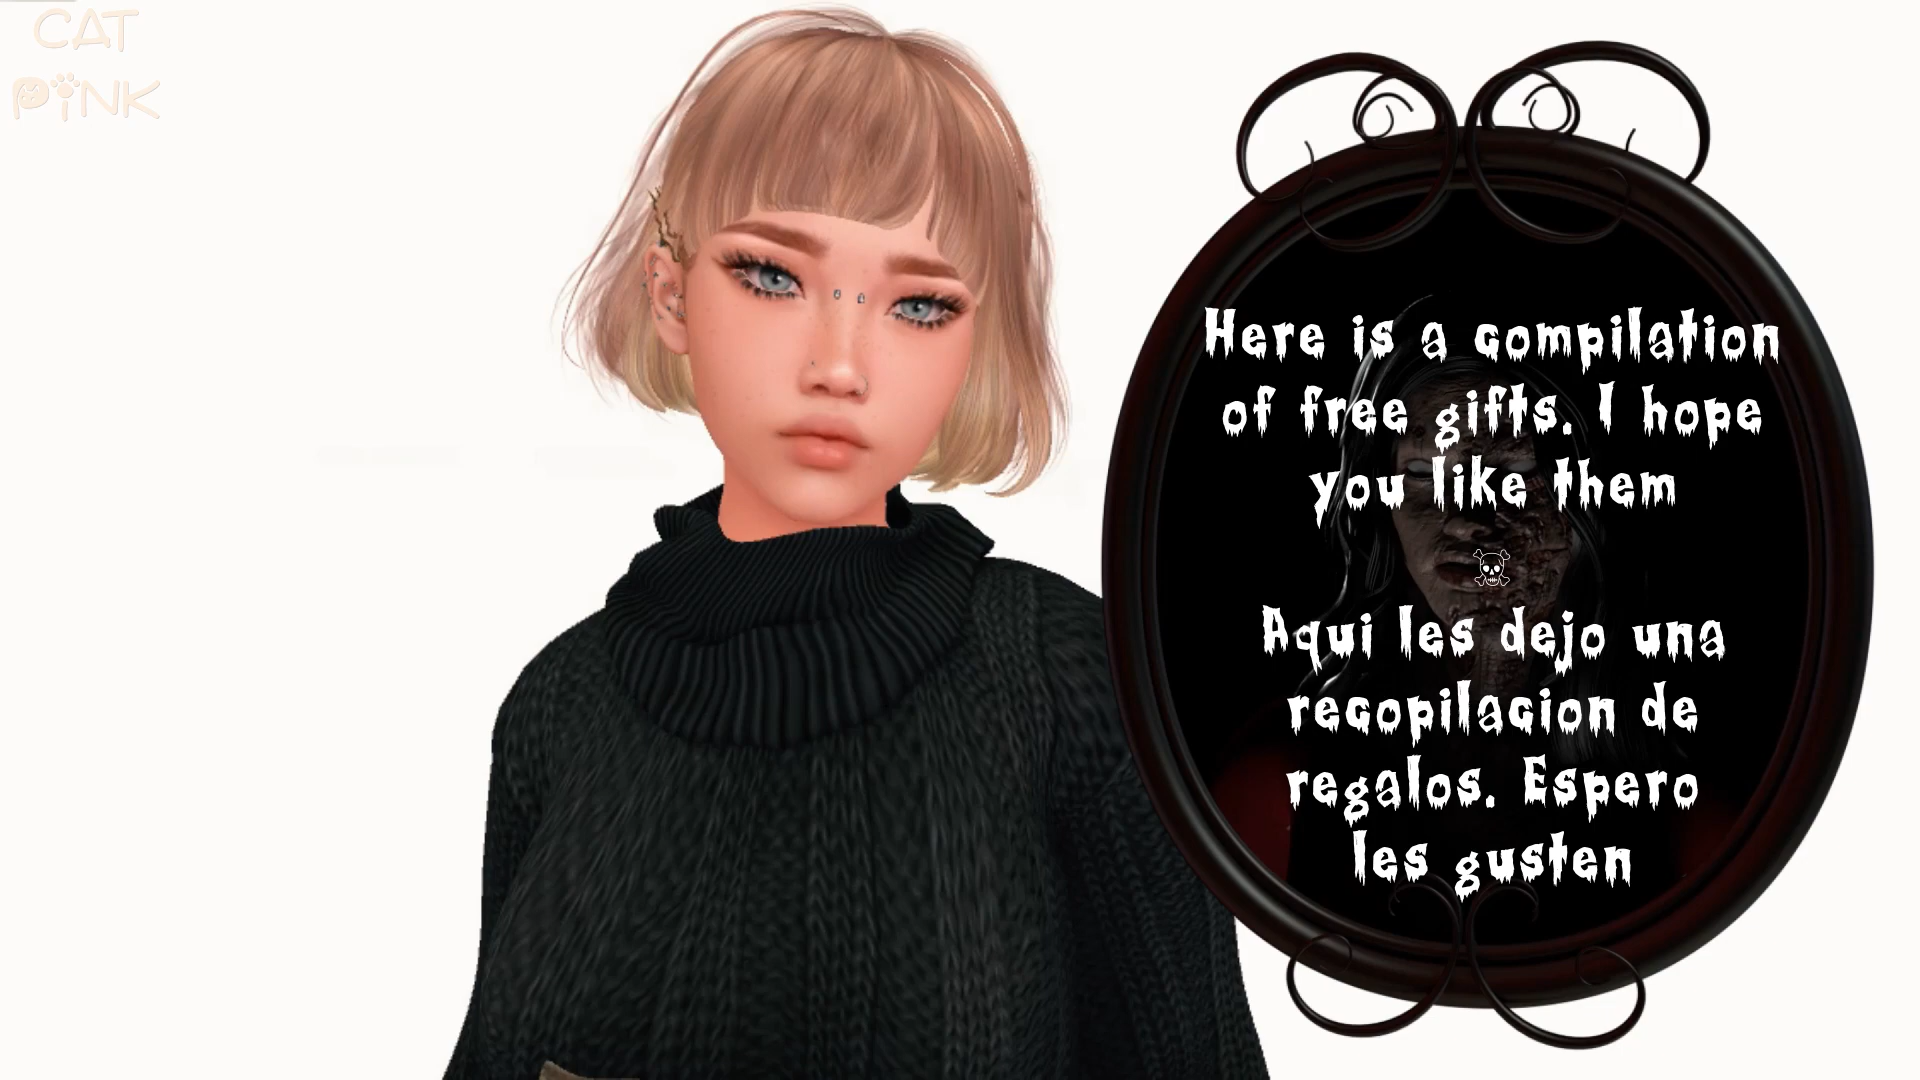 CAT
PINK
Here is a compilation
of free gifts. I hope
you like them
Aqui les dejo una
recopilacion de
regalos. Espero
les gusten